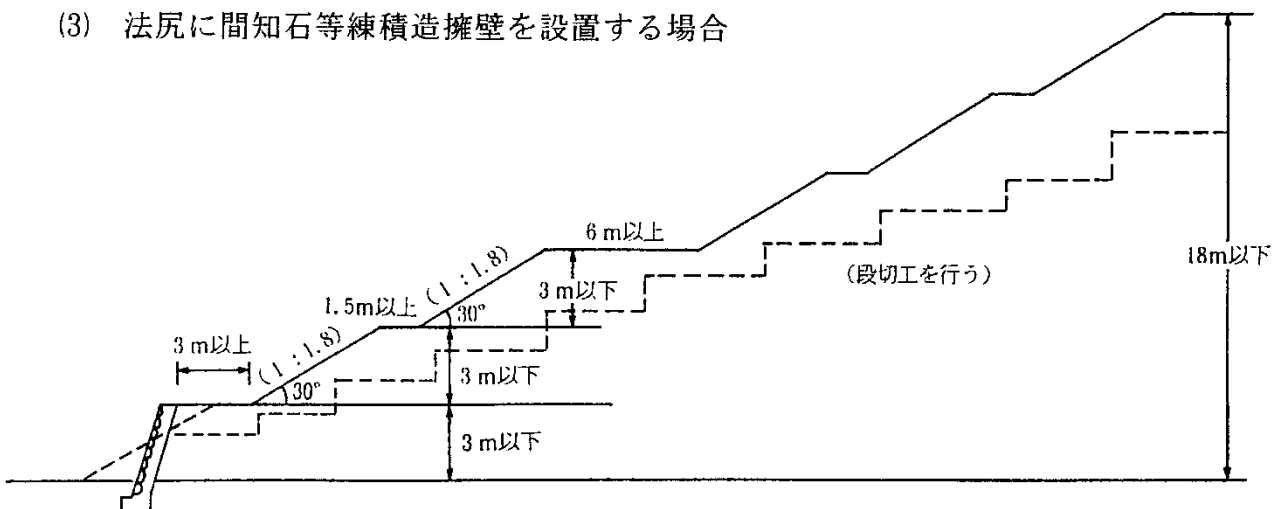 (3) 法尻に間知石等練積造擁壁を設置する場合
6m以上
(1:1.8)
18m以下
(段切工を行う)
3m以下
1.5m以上
30°
3m以上
(1:1.8)
3m以下
30°
3m以下